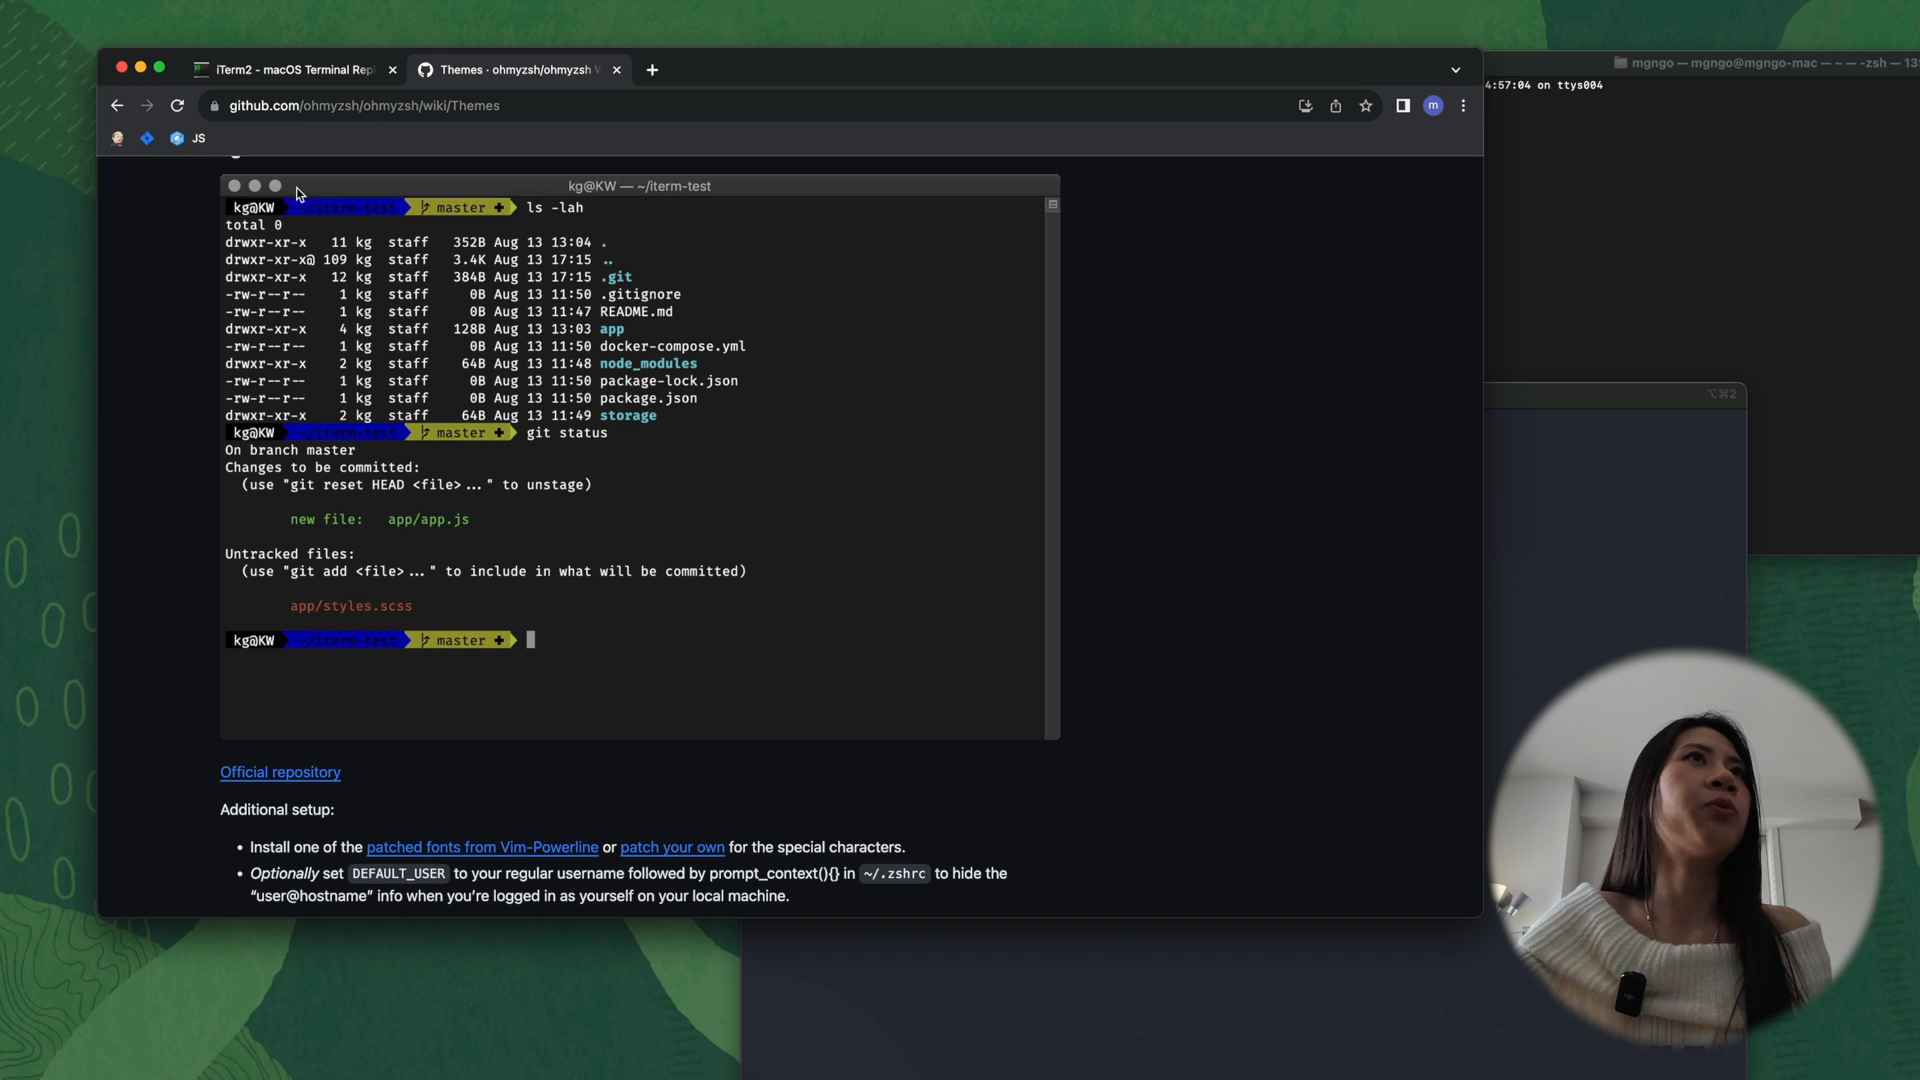 iTerm2 - macOS Terminal Rep
Themes · ohmyzsh/ohmyzsh W
mgngo — mgngo@mgngo-mac — ~ — -zsh — 13
4:57:04 on ttys004
github.com/ohmyzsh/ohmyzsh/wiki/Themes
m
JS
kg@KW — ~/iterm-test
kg@KW ~/iterm-test master ✚ ls -lah
total 0
drwxr-xr-x 11 kg staff 352B Aug 13 13:04 .
drwxr-xr-x@ 109 kg staff 3.4K Aug 13 17:15 ..
drwxr-xr-x 12 kg staff 384B Aug 13 17:15 .git
-rw-r--r-- 1 kg staff 0B Aug 13 11:50 .gitignore
-rw-r--r-- 1 kg staff 0B Aug 13 11:47 README.md
drwxr-xr-x 4 kg staff 128B Aug 13 13:03 app
-rw-r--r-- 1 kg staff 0B Aug 13 11:50 docker-compose.yml
drwxr-xr-x 2 kg staff 64B Aug 13 11:48 node_modules
-rw-r--r-- 1 kg staff 0B Aug 13 11:50 package-lock.json
-rw-r--r-- 1 kg staff 0B Aug 13 11:50 package.json
drwxr-xr-x 2 kg staff 64B Aug 13 11:49 storage
kg@KW ~/iterm-test master ✚ git status
On branch master
Changes to be committed:
(use "git reset HEAD <file>..." to unstage)
new file: app/app.js
Untracked files:
(use "git add <file>..." to include in what will be committed)
app/styles.scss
kg@KW ~/iterm-test master ✚
⌥⌘2
Official repository
Additional setup:
• Install one of the patched fonts from Vim-Powerline or patch your own for the special characters.
• Optionally set DEFAULT_USER to your regular username followed by prompt_context(){} in ~/.zshrc to hide the
“user@hostname” info when you’re logged in as yourself on your local machine.